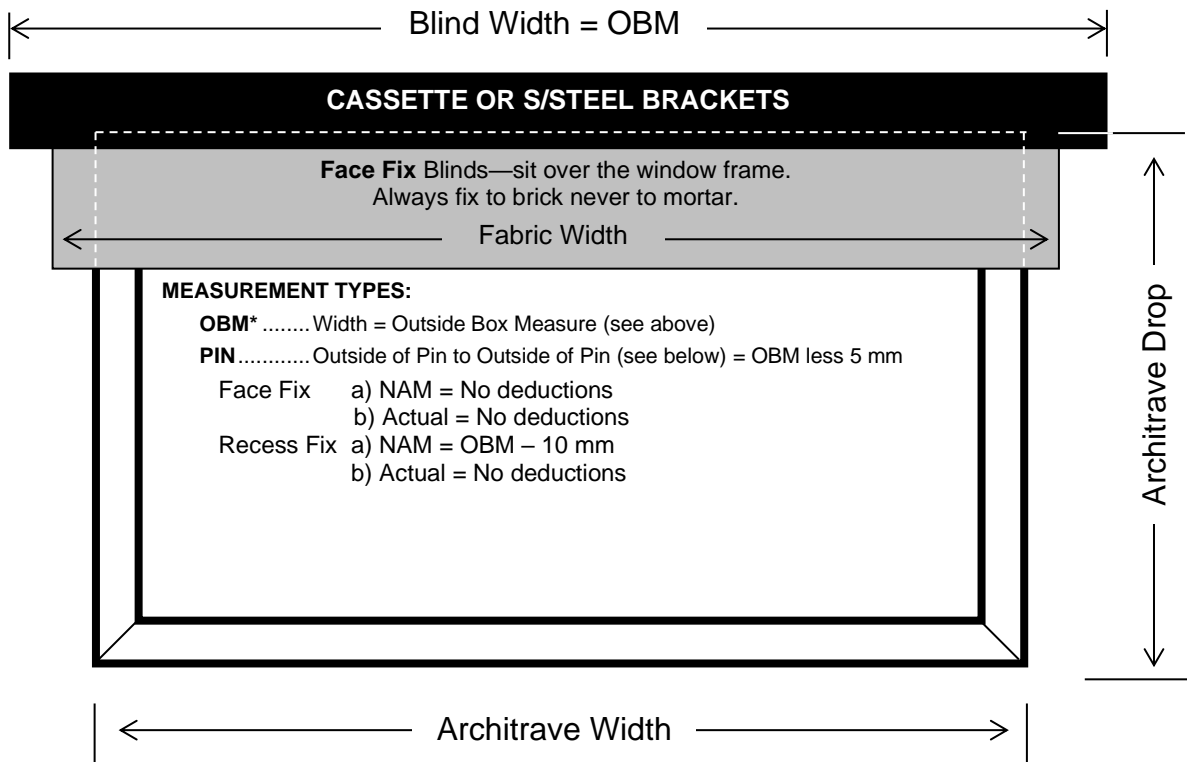 Blind Width = OBM
CASSETTE OR S/STEEL BRACKETS
Face Fix Blinds—sit over the window frame.
Always fix to brick never to mortar.
Fabric Width
MEASUREMENT TYPES:
OBM* ........ Width = Outside Box Measure (see above)
PIN ............ Outside of Pin to Outside of Pin (see below) = OBM less 5 mm
Face Fix a) NAM = No deductions
b) Actual = No deductions
Recess Fix a) NAM = OBM – 10 mm
b) Actual = No deductions
Architrave Drop
Architrave Width